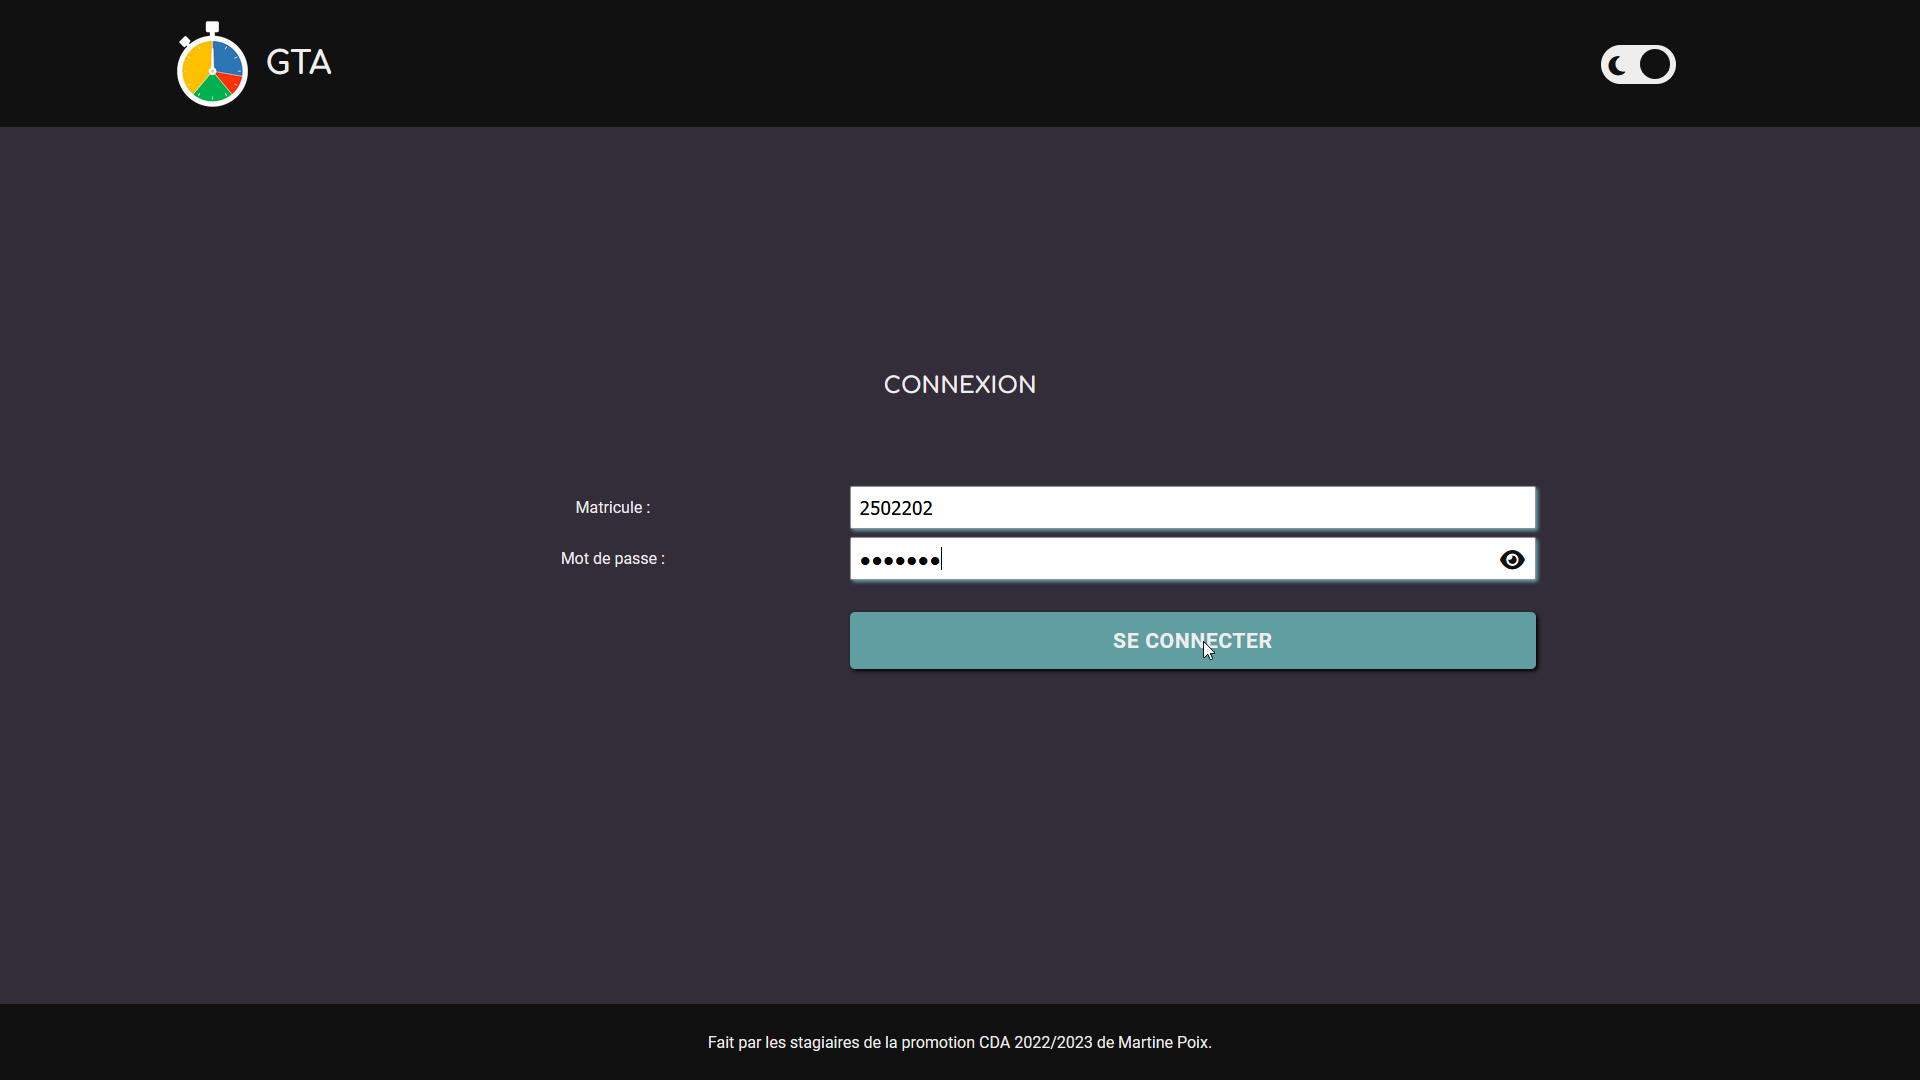 GTA
CONNEXION
Matricule :
2502202
Mot de passe :
•••••••
SE CONNECTER
Fait par les stagiaires de la promotion CDA 2022/2023 de Martine Poix.